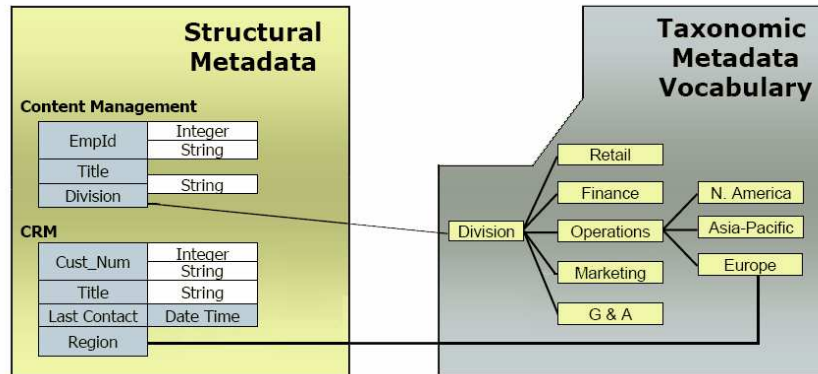 Structural
Metadata
Content Management
EmpId
Integer
String
Title
Division
String
CRM
Cust_Num
Integer
String
Title
String
Last Contact
Date Time
Region
Taxonomic
Metadata
Vocabulary
Division
Retail
Finance
Operations
Marketing
G & A
N. America
Asia-Pacific
Europe